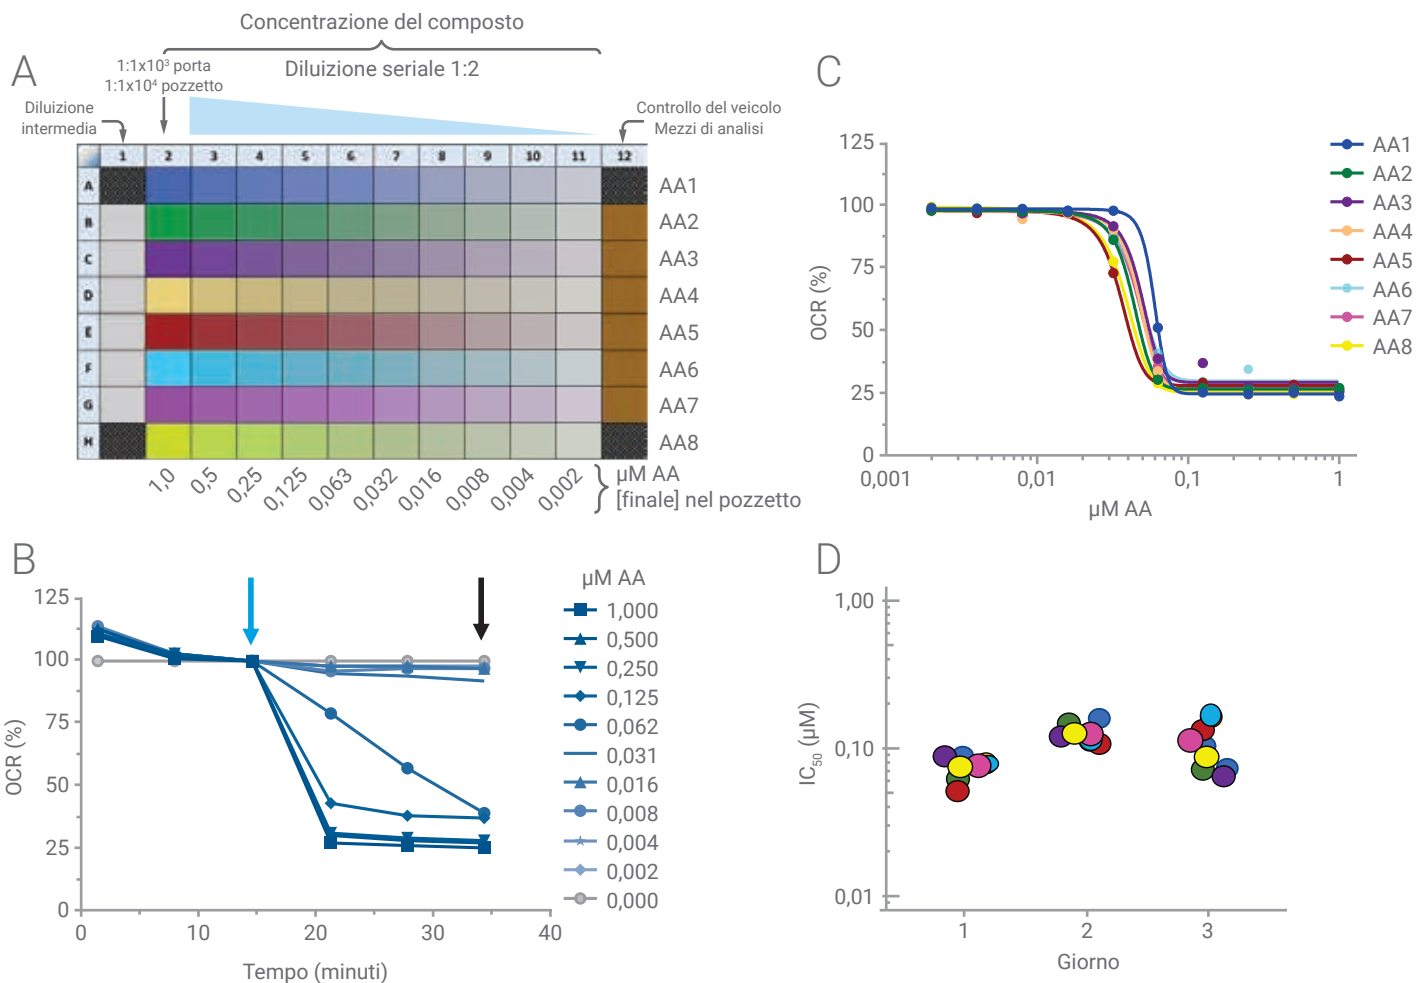 Concentrazione del composto
A
1:1x10³ porta
1:1x10⁴ pozzetto
Diluizione seriale 1:2
Diluizione
intermedia
Controllo del veicolo
Mezzi di analisi
1 2 3 4 5 6 7 8 9 10 11 12
A AA1
B AA2
C AA3
D AA4
E AA5
F AA6
G AA7
H AA8
1,0 0,5 0,25 0,125 0,063 0,032 0,016 0,008 0,004 0,002
µM AA
[finale] nel pozzetto
C
125
100
75
50
25
0
OCR (%)
0,001 0,01 0,1 1
µM AA
AA1
AA2
AA3
AA4
AA5
AA6
AA7
AA8
B
125
100
75
50
25
0
OCR (%)
0 10 20 30 40
Tempo (minuti)
µM AA
1,000
0,500
0,250
0,125
0,062
0,031
0,016
0,008
0,004
0,002
0,000
D
1,00
0,10
0,01
IC₅₀ (µM)
1 2 3
Giorno